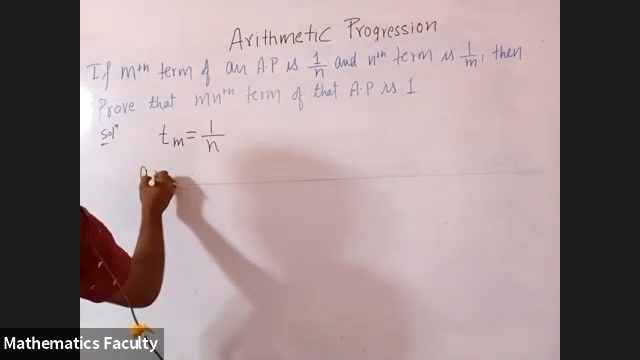 Arithmetic Progression
If mᵗʰ term of an A.P is 1/n and nᵗʰ term is 1/m, then
Prove that mnᵗʰ term of that A.P is 1
Solⁿ
t_m = 1/n
Mathematics Faculty